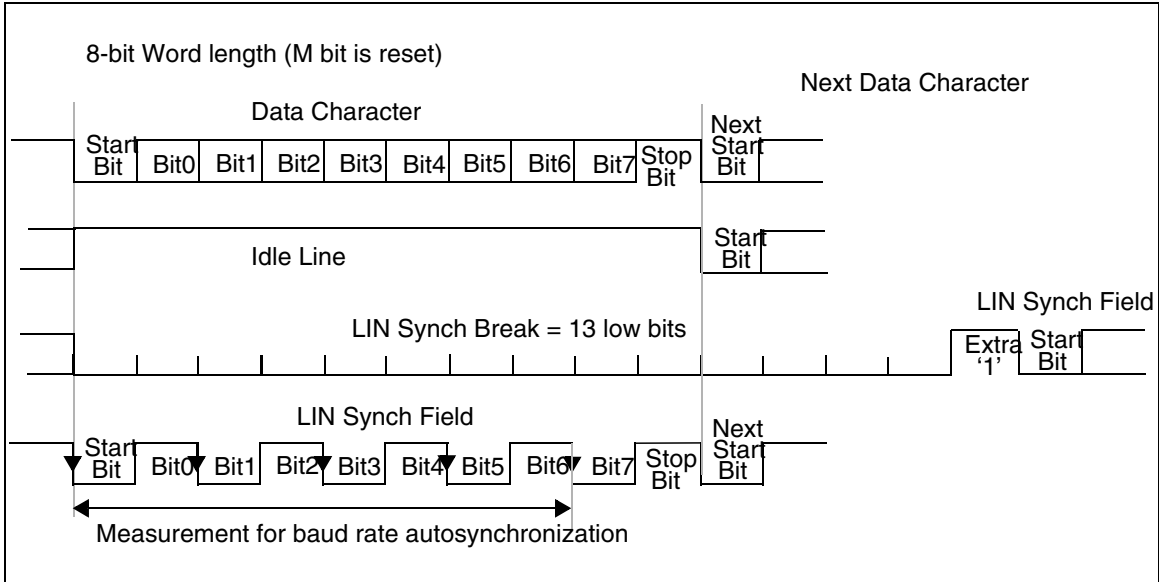 8-bit Word length (M bit is reset)
Next Data Character
Data Character
Start Bit Bit0 Bit1 Bit2 Bit3 Bit4 Bit5 Bit6 Bit7 Stop Bit Next Start Bit
Idle Line
Start Bit
LIN Synch Field
LIN Synch Break = 13 low bits
Extra ‘1’ Start Bit
LIN Synch Field
Start Bit Bit0 Bit1 Bit2 Bit3 Bit4 Bit5 Bit6 Bit7 Stop Bit Next Start Bit
Measurement for baud rate autosynchronization